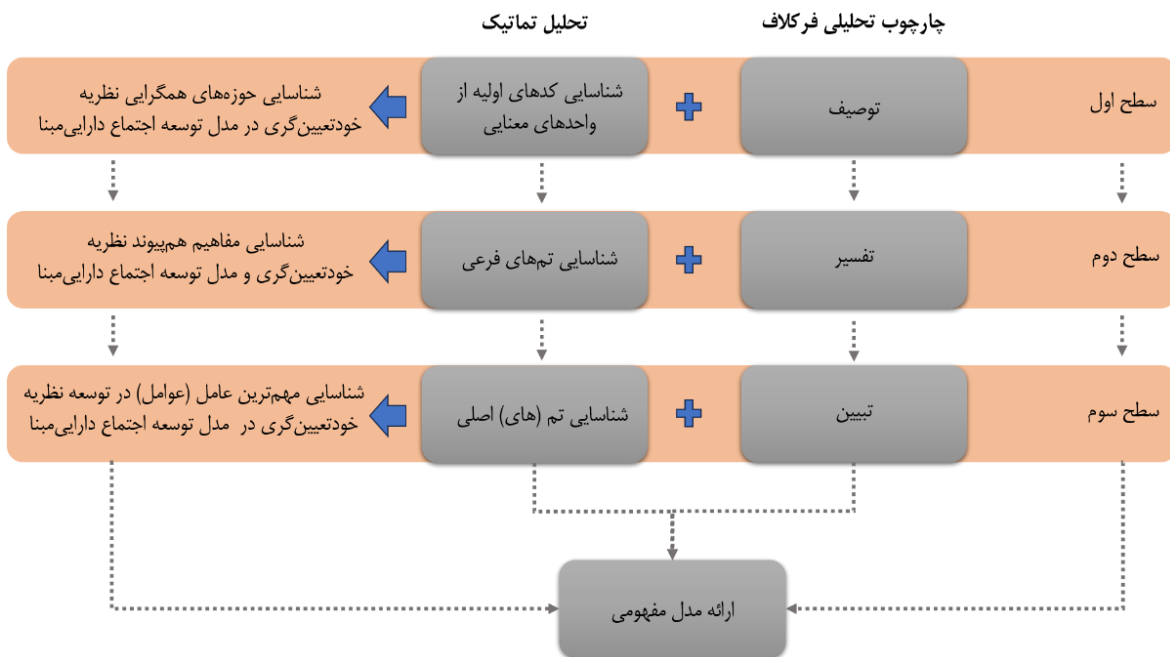 چارچوب تحلیلی فرکلاف
تحلیل تماتیک
سطح اول
توصیف
شناسایی کدهای اولیه از
واحدهای معنایی
شناسایی حوزه‌های همگرایی نظریه
خودتعیین‌گری در مدل توسعه اجتماع دارایی‌مبنا
سطح دوم
تفسیر
شناسایی تم‌های فرعی
شناسایی مفاهیم هم‌پیوند نظریه
خودتعیین‌گری و مدل توسعه اجتماع دارایی‌مبنا
سطح سوم
تبیین
شناسایی تم (های) اصلی
شناسایی مهم‌ترین عامل (عوامل) در توسعه نظریه
خودتعیین‌گری در مدل توسعه اجتماع دارایی‌مبنا
ارائه مدل مفهومی